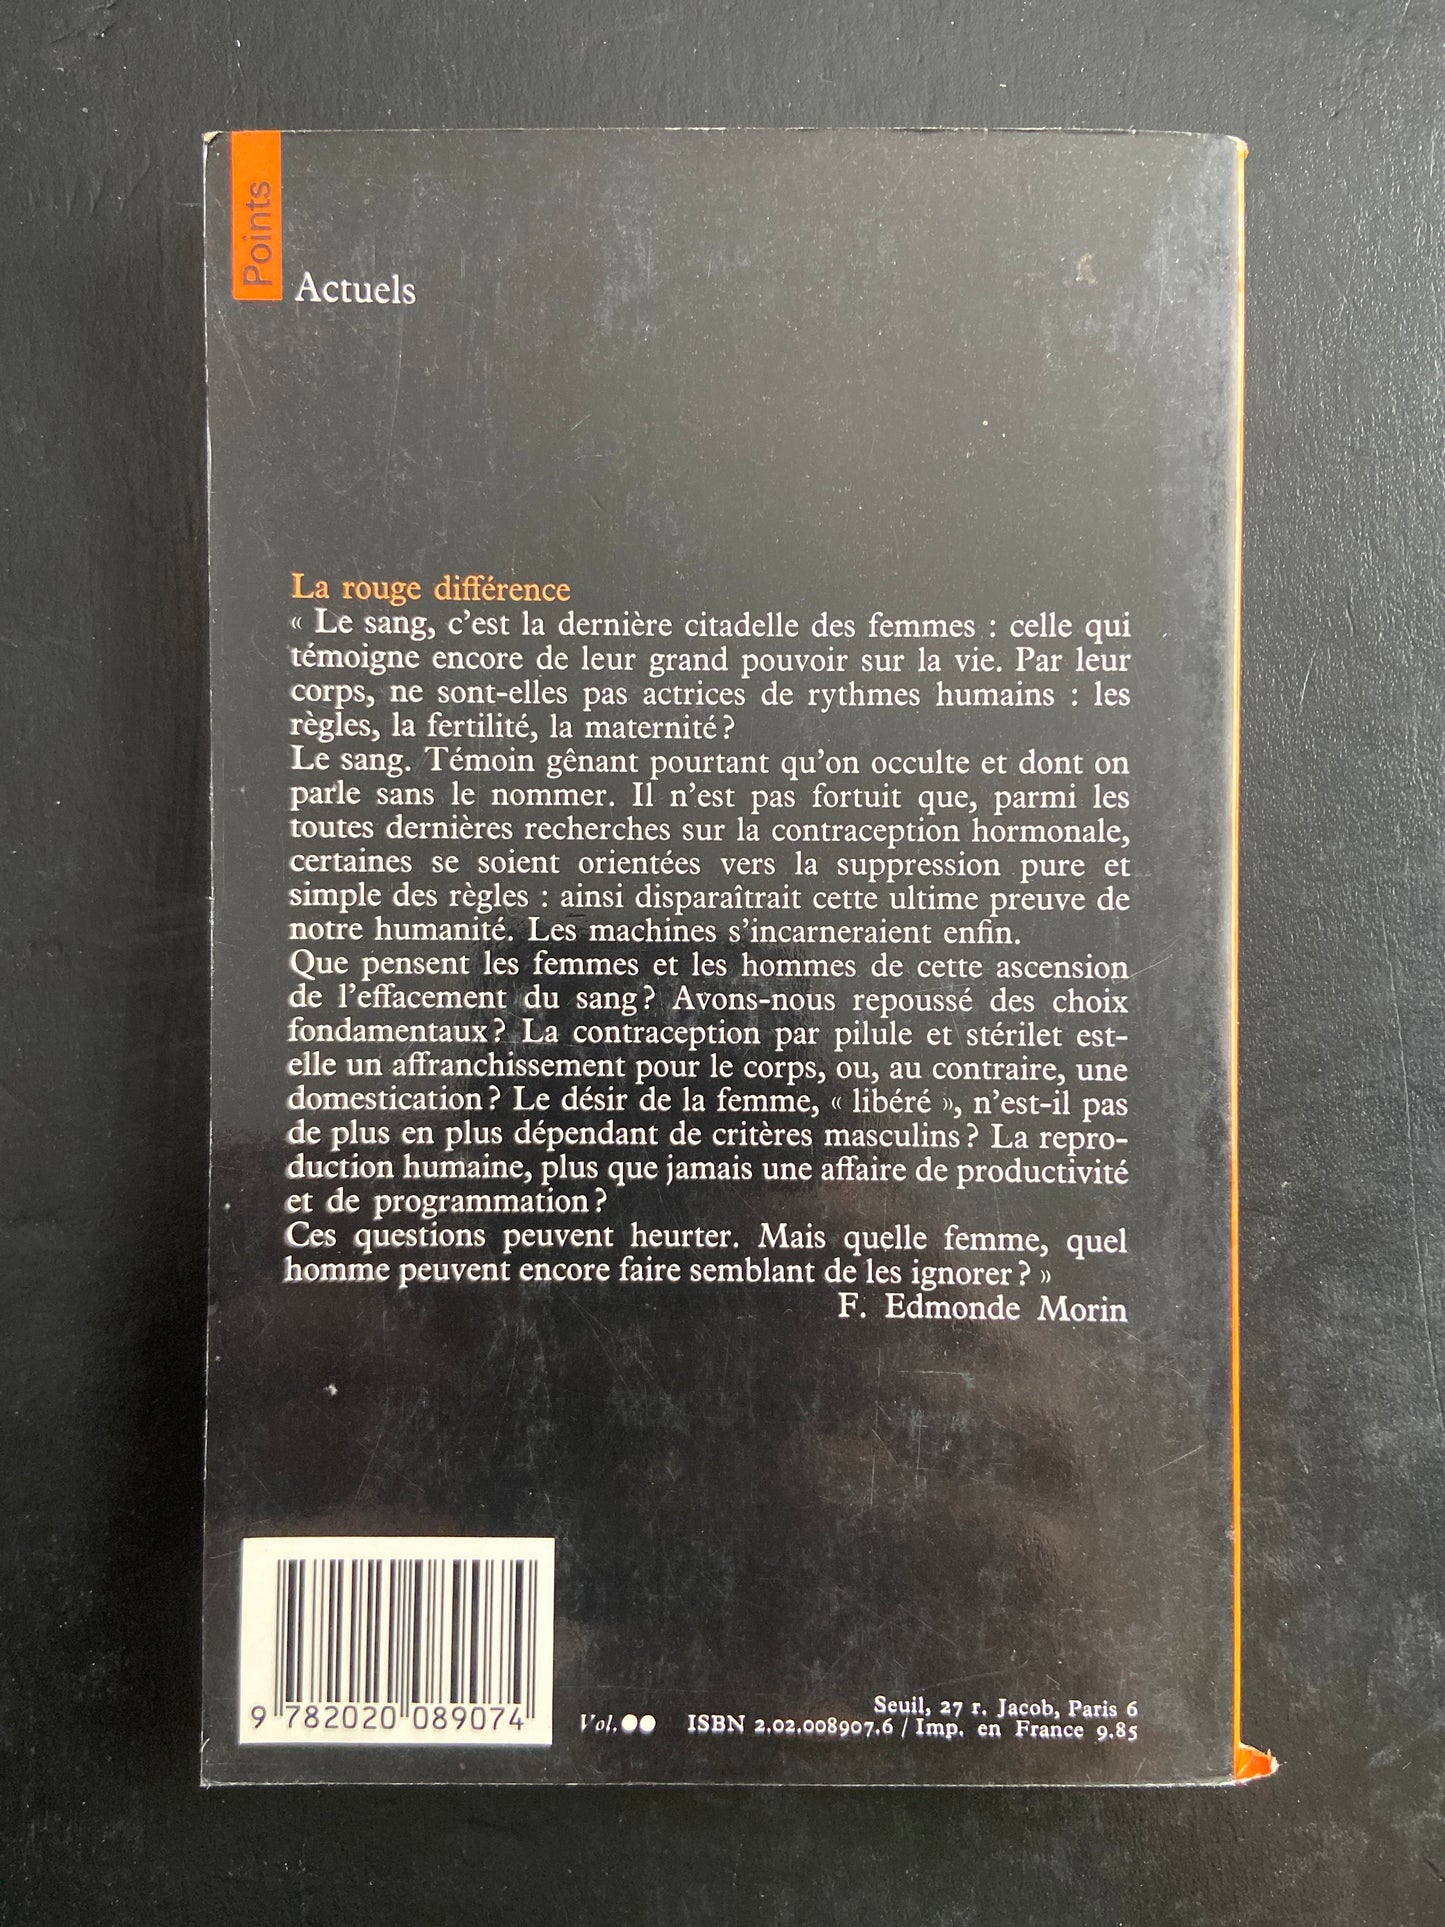 Points
Actuels
La rouge différence
« Le sang, c'est la dernière citadelle des femmes : celle qui
témoigne encore de leur grand pouvoir sur la vie. Par leur
corps, ne sont-elles pas actrices de rythmes humains : les
règles, la fertilité, la maternité ?
Le sang. Témoin gênant pourtant qu'on occulte et dont on
parle sans le nommer. Il n'est pas fortuit que, parmi les
toutes dernières recherches sur la contraception hormonale,
certaines se soient orientées vers la suppression pure et
simple des règles : ainsi disparaîtrait cette ultime preuve de
notre humanité. Les machines s'incarneraient enfin.
Que pensent les femmes et les hommes de cette ascension
de l'effacement du sang ? Avons-nous repoussé des choix
fondamentaux ? La contraception par pilule et stérilet est-
elle un affranchissement pour le corps, ou, au contraire, une
domestication ? Le désir de la femme, « libéré », n'est-il pas
de plus en plus dépendant de critères masculins ? La repro-
duction humaine, plus que jamais une affaire de productivité
et de programmation ?
Ces questions peuvent heurter. Mais quelle femme, quel
homme peuvent encore faire semblant de les ignorer ? »
F. Edmonde Morin
9 782020 089074
Seuil, 27 r. Jacob, Paris 6
Vol. ●● ISBN 2.02.008907.6 / Imp. en France 9.85